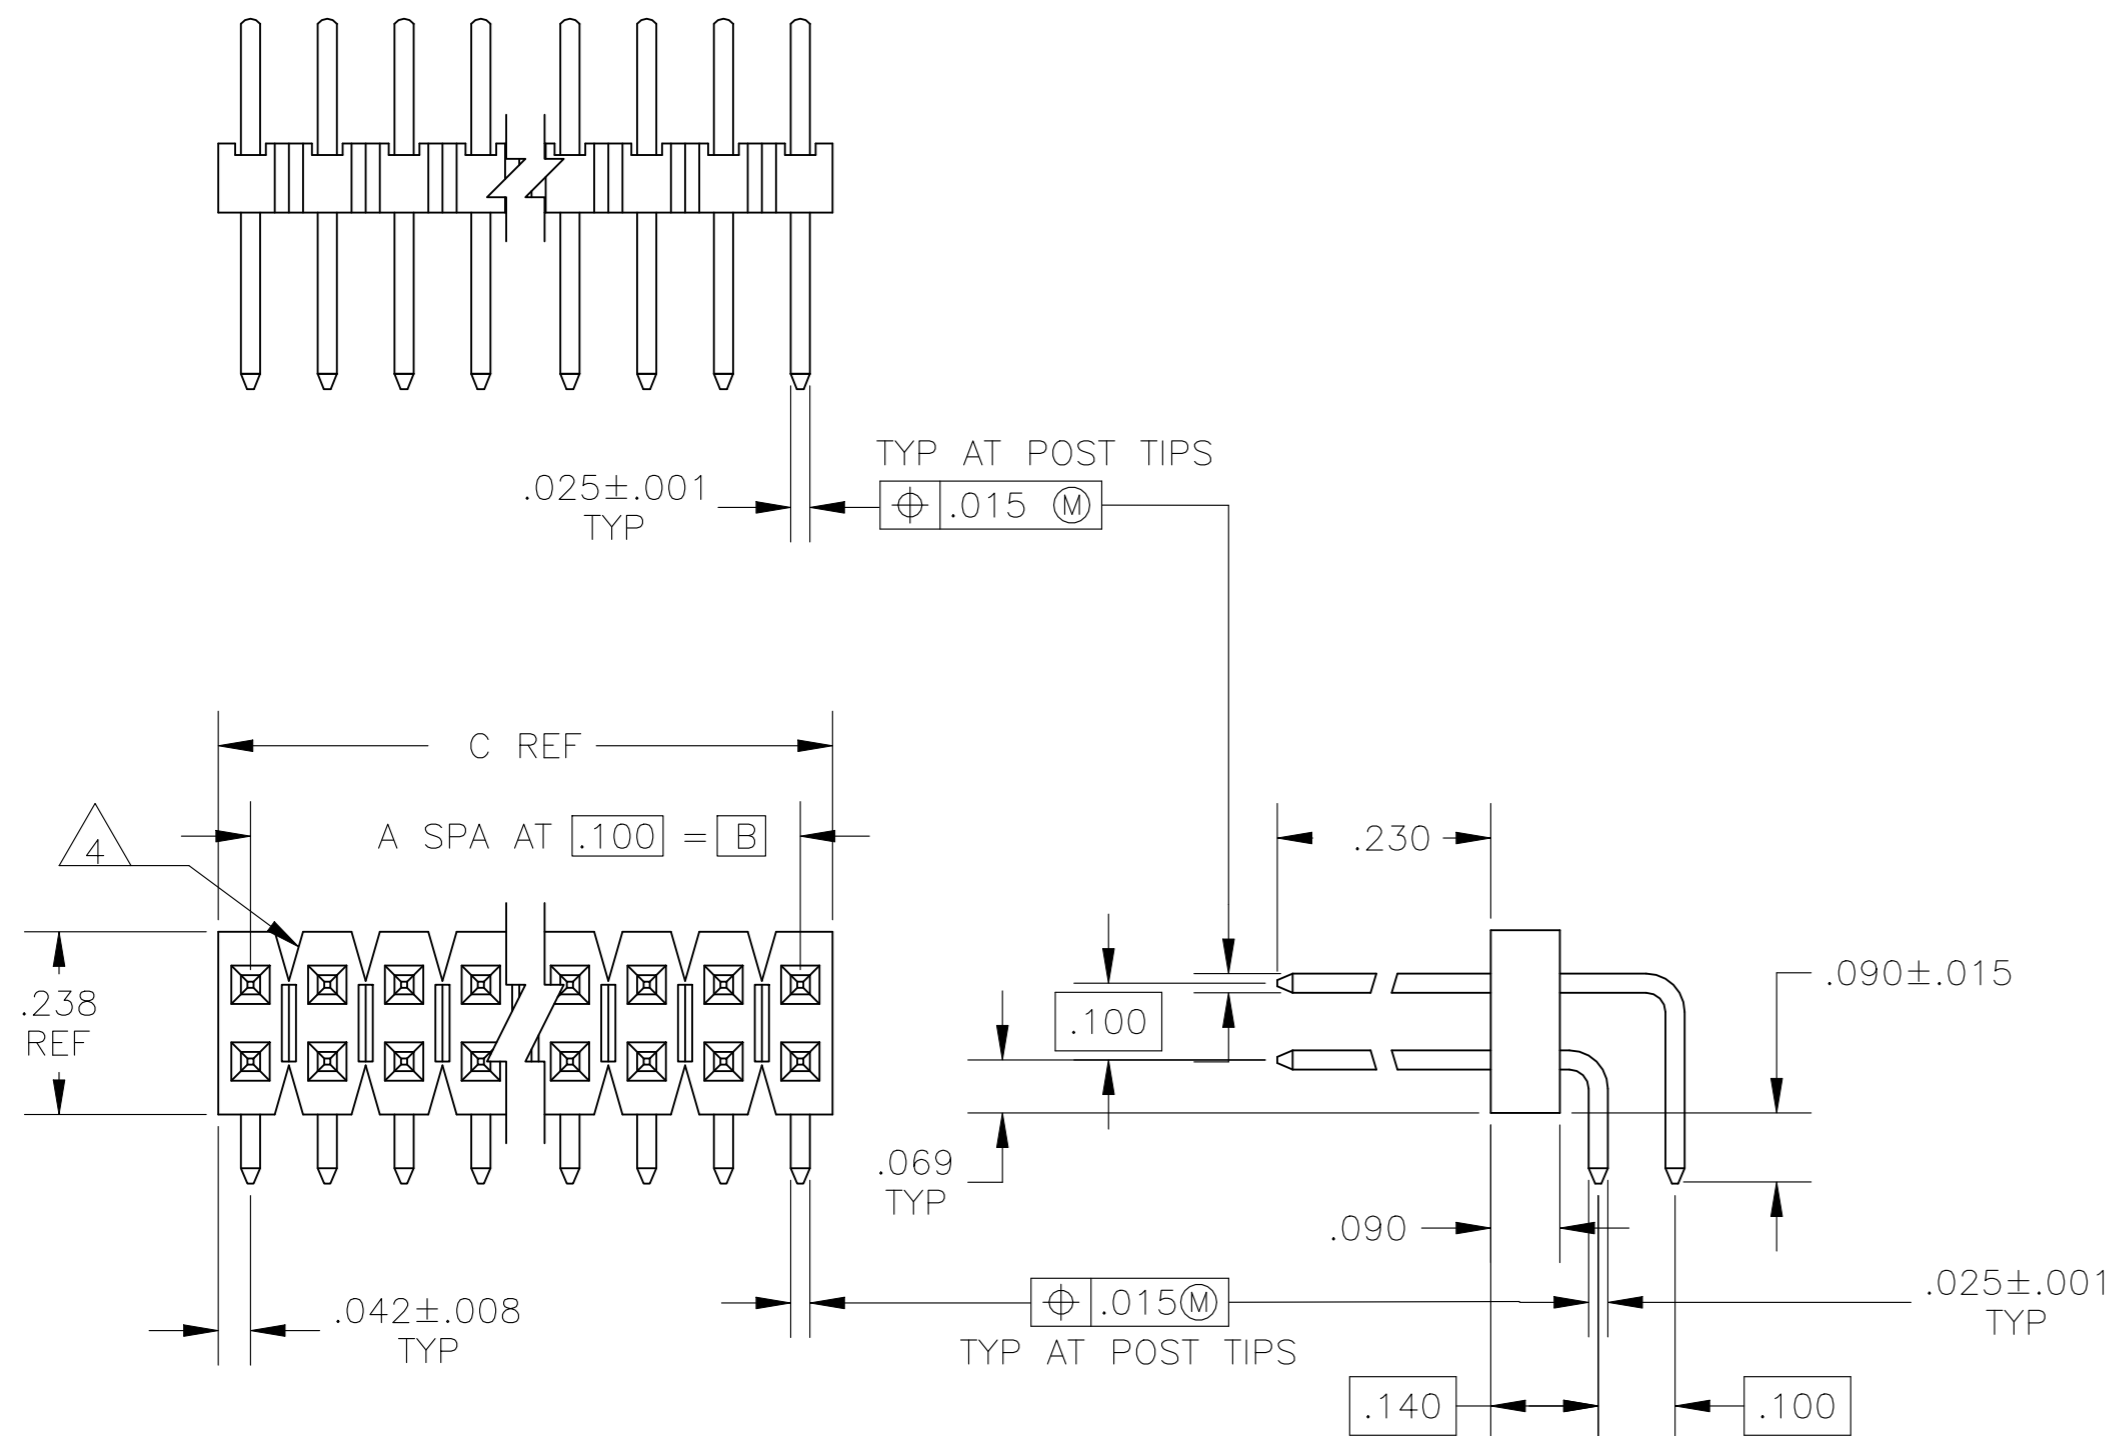 TYP AT POST TIPS
.025±.001
TYP
⌖ .015 Ⓜ
C REF
4
A SPA AT .100 = B
.230
.238
REF
.100
.090±.015
.069
TYP
.090
.042±.008
TYP
⌖ .015Ⓜ
TYP AT POST TIPS
.025±.001
TYP
.140
.100